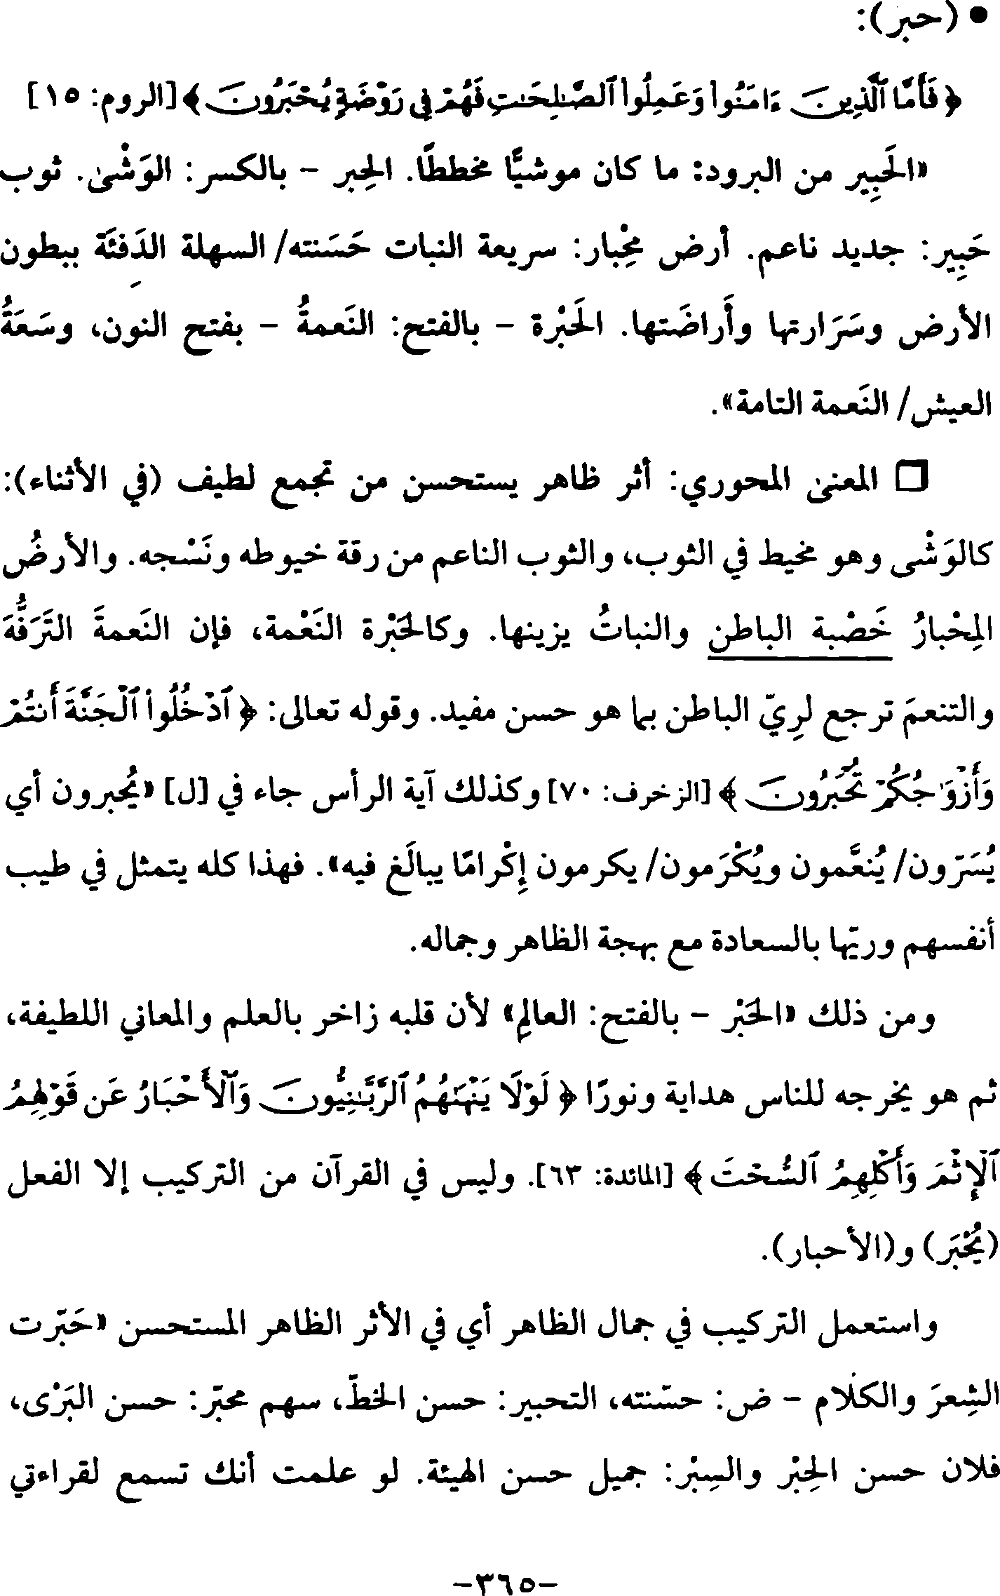 ● (حبر):
﴿ فَأَمَّا ٱلَّذِينَ ءَامَنُوا۟ وَعَمِلُوا۟ ٱلصَّـٰلِحَـٰتِ فَهُمْ فِى رَوْضَةٍ يُحْبَرُونَ ﴾ [الروم: ١٥]
«الحَبِير من البرود: ما كان موشيًّا مخططًا. الحِبر – بالكسر: الوَشْىٰ. ثوب
حَبِير: جديد ناعم. أرض مِحْبار: سريعة النبات حَسَنته/ السهلة الدَفِئَة ببطون
الأرض وسَرَارتها وأَراضَتها. الحَبْرة – بالفتح: النَعمةُ – بفتح النون، وسَعَةُ
العيش/ النَعمة التامة».
❒ المعنىٰ المحوري: أثر ظاهر يستحسن من تجمع لطيف (في الأثناء):
كالوَشْى وهو مخيط في الثوب، والثوب الناعم من رقة خيوطه ونَسْجه. والأرضُ
المِحْبارُ خَصْبة الباطن والنباتُ يزينها. وكالحَبْرة النَعْمة، فإن النَعمةَ التَرَفُّهَ
والتنعمَ ترجع لرِيّ الباطن بما هو حسن مفيد. وقوله تعالى: ﴿ ٱدْخُلُوا۟ ٱلْجَنَّةَ أَنتُمْ
وَأَزْوَٰجُكُمْ تُحْبَرُونَ ﴾ [الزخرف: ٧٠] وكذلك آية الرأس جاء في [ل] «يُحبرون أي
يُسَرّون/ يُنعَّمون ويُكْرَمون/ يكرمون إِكْرامًا يبالَغ فيه». فهذا كله يتمثل في طيب
أنفسهم وريّها بالسعادة مع بهجة الظاهر وجماله.
ومن ذلك «الحَبْر – بالفتح: العالِم» لأن قلبه زاخر بالعلم والمعاني اللطيفة،
ثم هو يخرجه للناس هداية ونورًا ﴿ لَوْلَا يَنْهَىٰهُمُ ٱلرَّبَّـٰنِيُّونَ وَٱلْأَحْبَارُ عَن قَوْلِهِمُ
ٱلْإِثْمَ وَأَكْلِهِمُ ٱلسُّحْتَ ﴾ [المائدة: ٦٣]. وليس في القرآن من التركيب إلا الفعل
(يُحْبَر) و(الأحبار).
واستعمل التركيب في جمال الظاهر أي في الأثر الظاهر المستحسن «حَبّرت
الشِعرَ والكلام – ض: حسّنته، التحبير: حسن الخطّ، سهم محبّر: حسن البَرْى،
فلان حسن الحِبْر والسِبْر: جميل حسن الهيئة. لو علمت أنك تسمع لقراءتي
–٣٦٥–